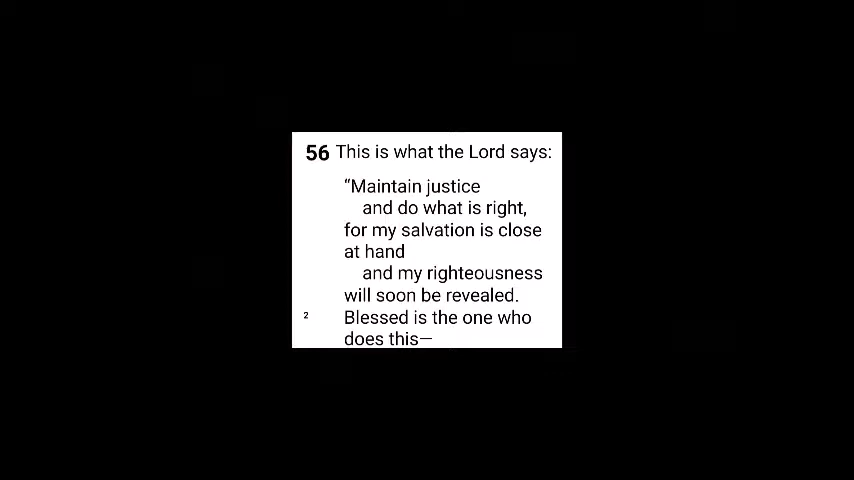 56 This is what the Lord says:
“Maintain justice
and do what is right,
for my salvation is close
at hand
and my righteousness
will soon be revealed.
2 Blessed is the one who
does this—